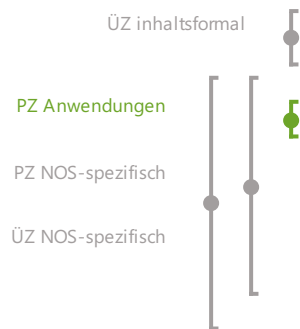 ÜZ inhaltsformal
PZ Anwendungen
PZ NOS-spezifisch
ÜZ NOS-spezifisch